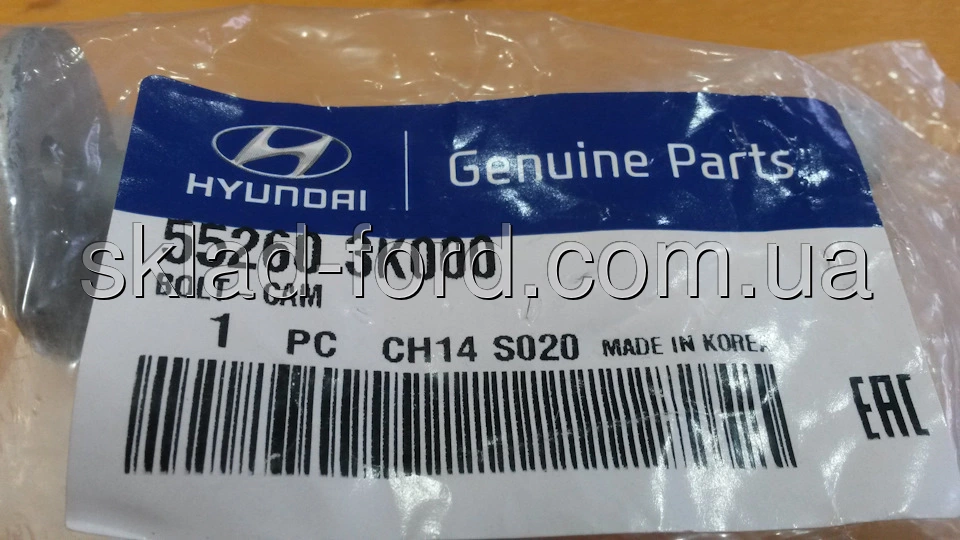 HYUNDAI
Genuine Parts
55260 3K000
sklad-ford.com.ua
BOLT - CAM
1 PC CH14 S020 MADE IN KOREA
EAC